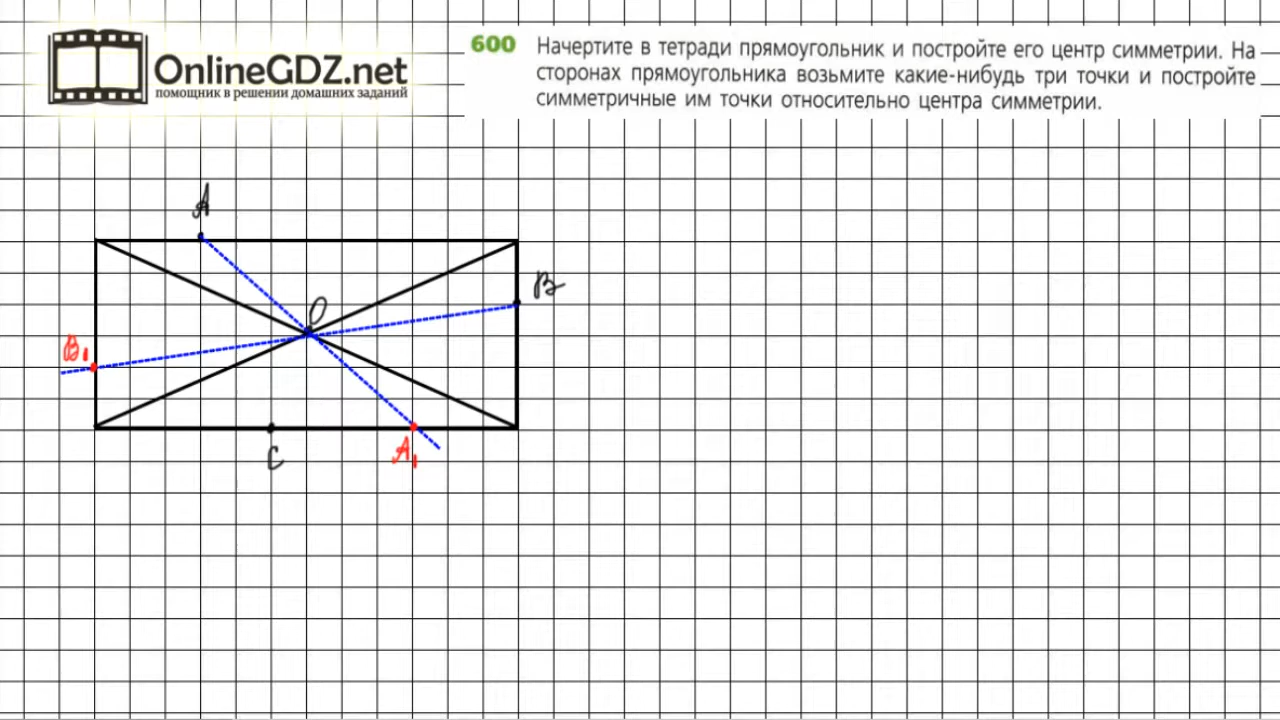 OnlineGDZ.net
помощник в решении домашних заданий
600 Начертите в тетради прямоугольник и постройте его центр симметрии. На
сторонах прямоугольника возьмите какие-нибудь три точки и постройте
симметричные им точки относительно центра симметрии.
A
B
O
B₁
C
A₁